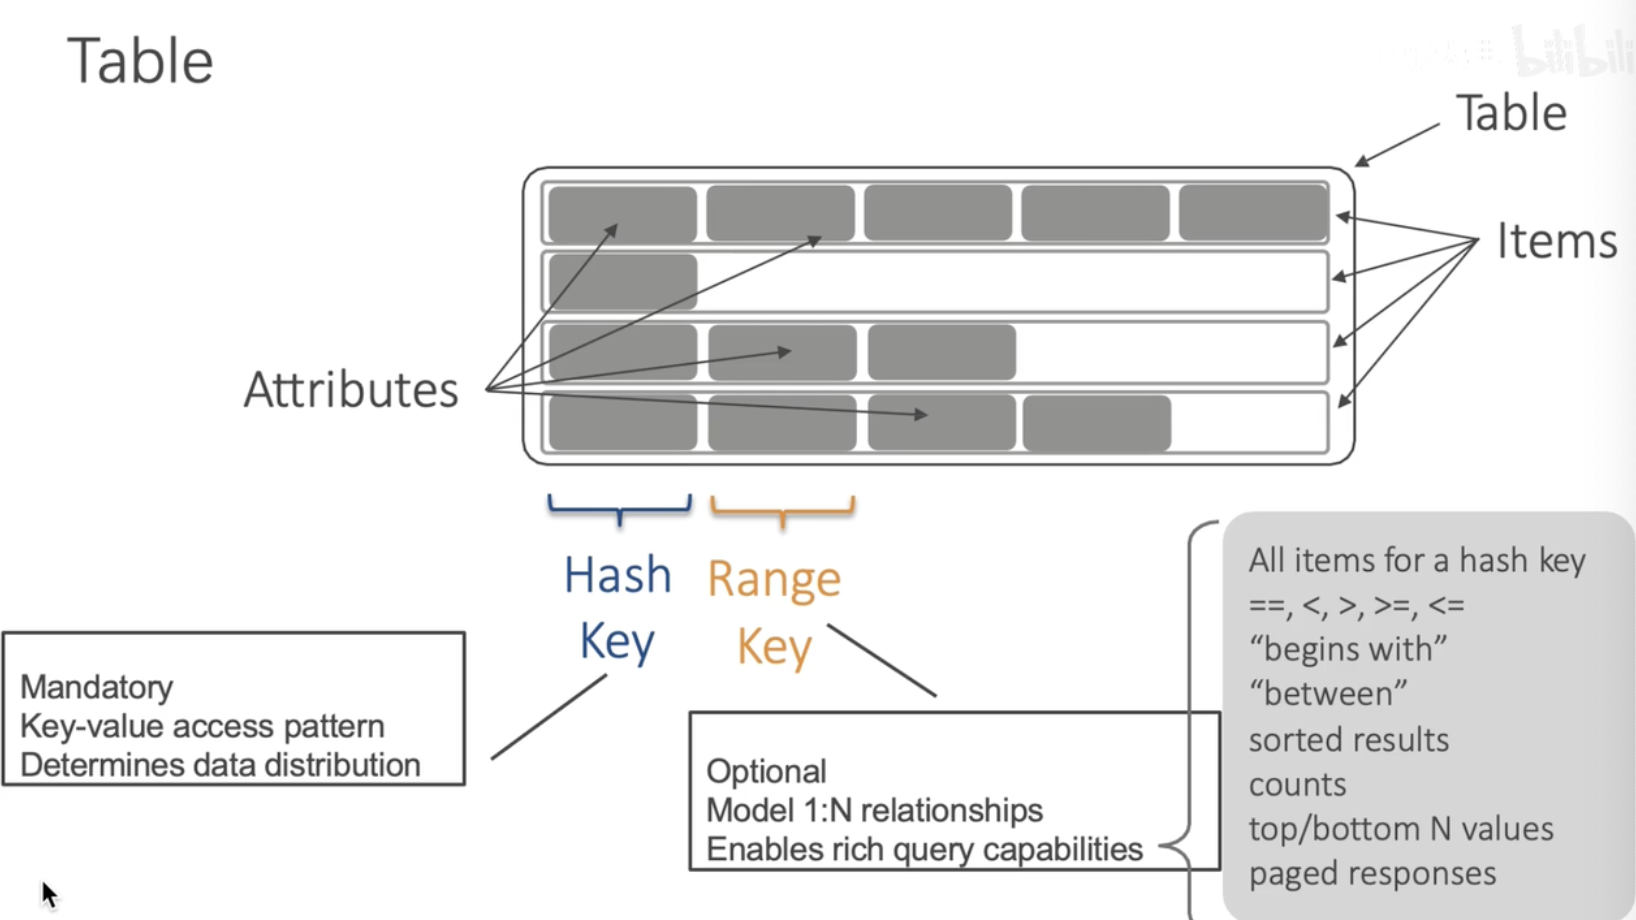 Table
bilibili
Table
Items
Attributes
Hash
Key
Range
Key
Mandatory
Key-value access pattern
Determines data distribution
Optional
Model 1:N relationships
Enables rich query capabilities
All items for a hash key
==, <, >, >=, <=
“begins with”
“between”
sorted results
counts
top/bottom N values
paged responses